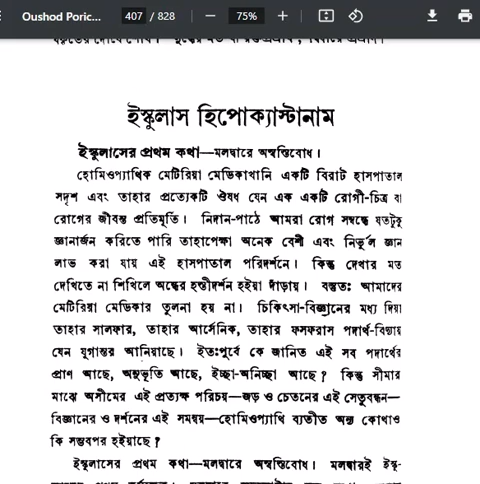 Oushod Poric... 407 / 828 — 75% +
ইস্কুলাস হিপোক্যাস্টানাম
ইস্কুলাসের প্রথম কথা—মলদ্বারে অস্বস্তিবোধ।
হোমিওপ্যাথিক মেটিরিয়া মেডিকাখানি একটি বিরাট হাসপাতাল
সদৃশ এবং তাহার প্রত্যেকটি ঔষধ যেন এক একটি রোগী-চিত্র বা
রোগের জীবন্ত প্রতিমূর্তি। নিদান-পাঠে আমরা রোগ সম্বন্ধে যতটুকু
জ্ঞানার্জন করিতে পারি তাহাপেক্ষা অনেক বেশী এবং নির্ভুল জ্ঞান
লাভ করা যায় এই হাসপাতাল পরিদর্শনে। কিন্তু দেখার মত
দেখিতে না শিখিলে অন্ধের হস্তীদর্শন হইয়া দাঁড়ায়। বস্তুতঃ আমাদের
মেটিরিয়া মেডিকার তুলনা হয় না। চিকিৎসা-বিজ্ঞানের মধ্য দিয়া
তাহার সালফার, তাহার আর্সেনিক, তাহার ফসফরাস পদার্থ-বিদ্যায়
যেন যুগান্তর আনিয়াছে। ইতঃপূর্বে কে জানিত এই সব পদার্থের
প্রাণ আছে, অনুভূতি আছে, ইচ্ছা-অনিচ্ছা আছে? কিন্তু সীমার
মাঝে অসীমের এই প্রত্যক্ষ পরিচয়—জড় ও চেতনের এই সেতুবন্ধন—
বিজ্ঞানের ও দর্শনের এই সমন্বয়—হোমিওপ্যাথি ব্যতীত অন্য কোথাও
কি সম্ভবপর হইয়াছে?
ইস্কুলাসের প্রথম কথা—মলদ্বারে অস্বস্তিবোধ। মলদ্বারই ইস্কু-